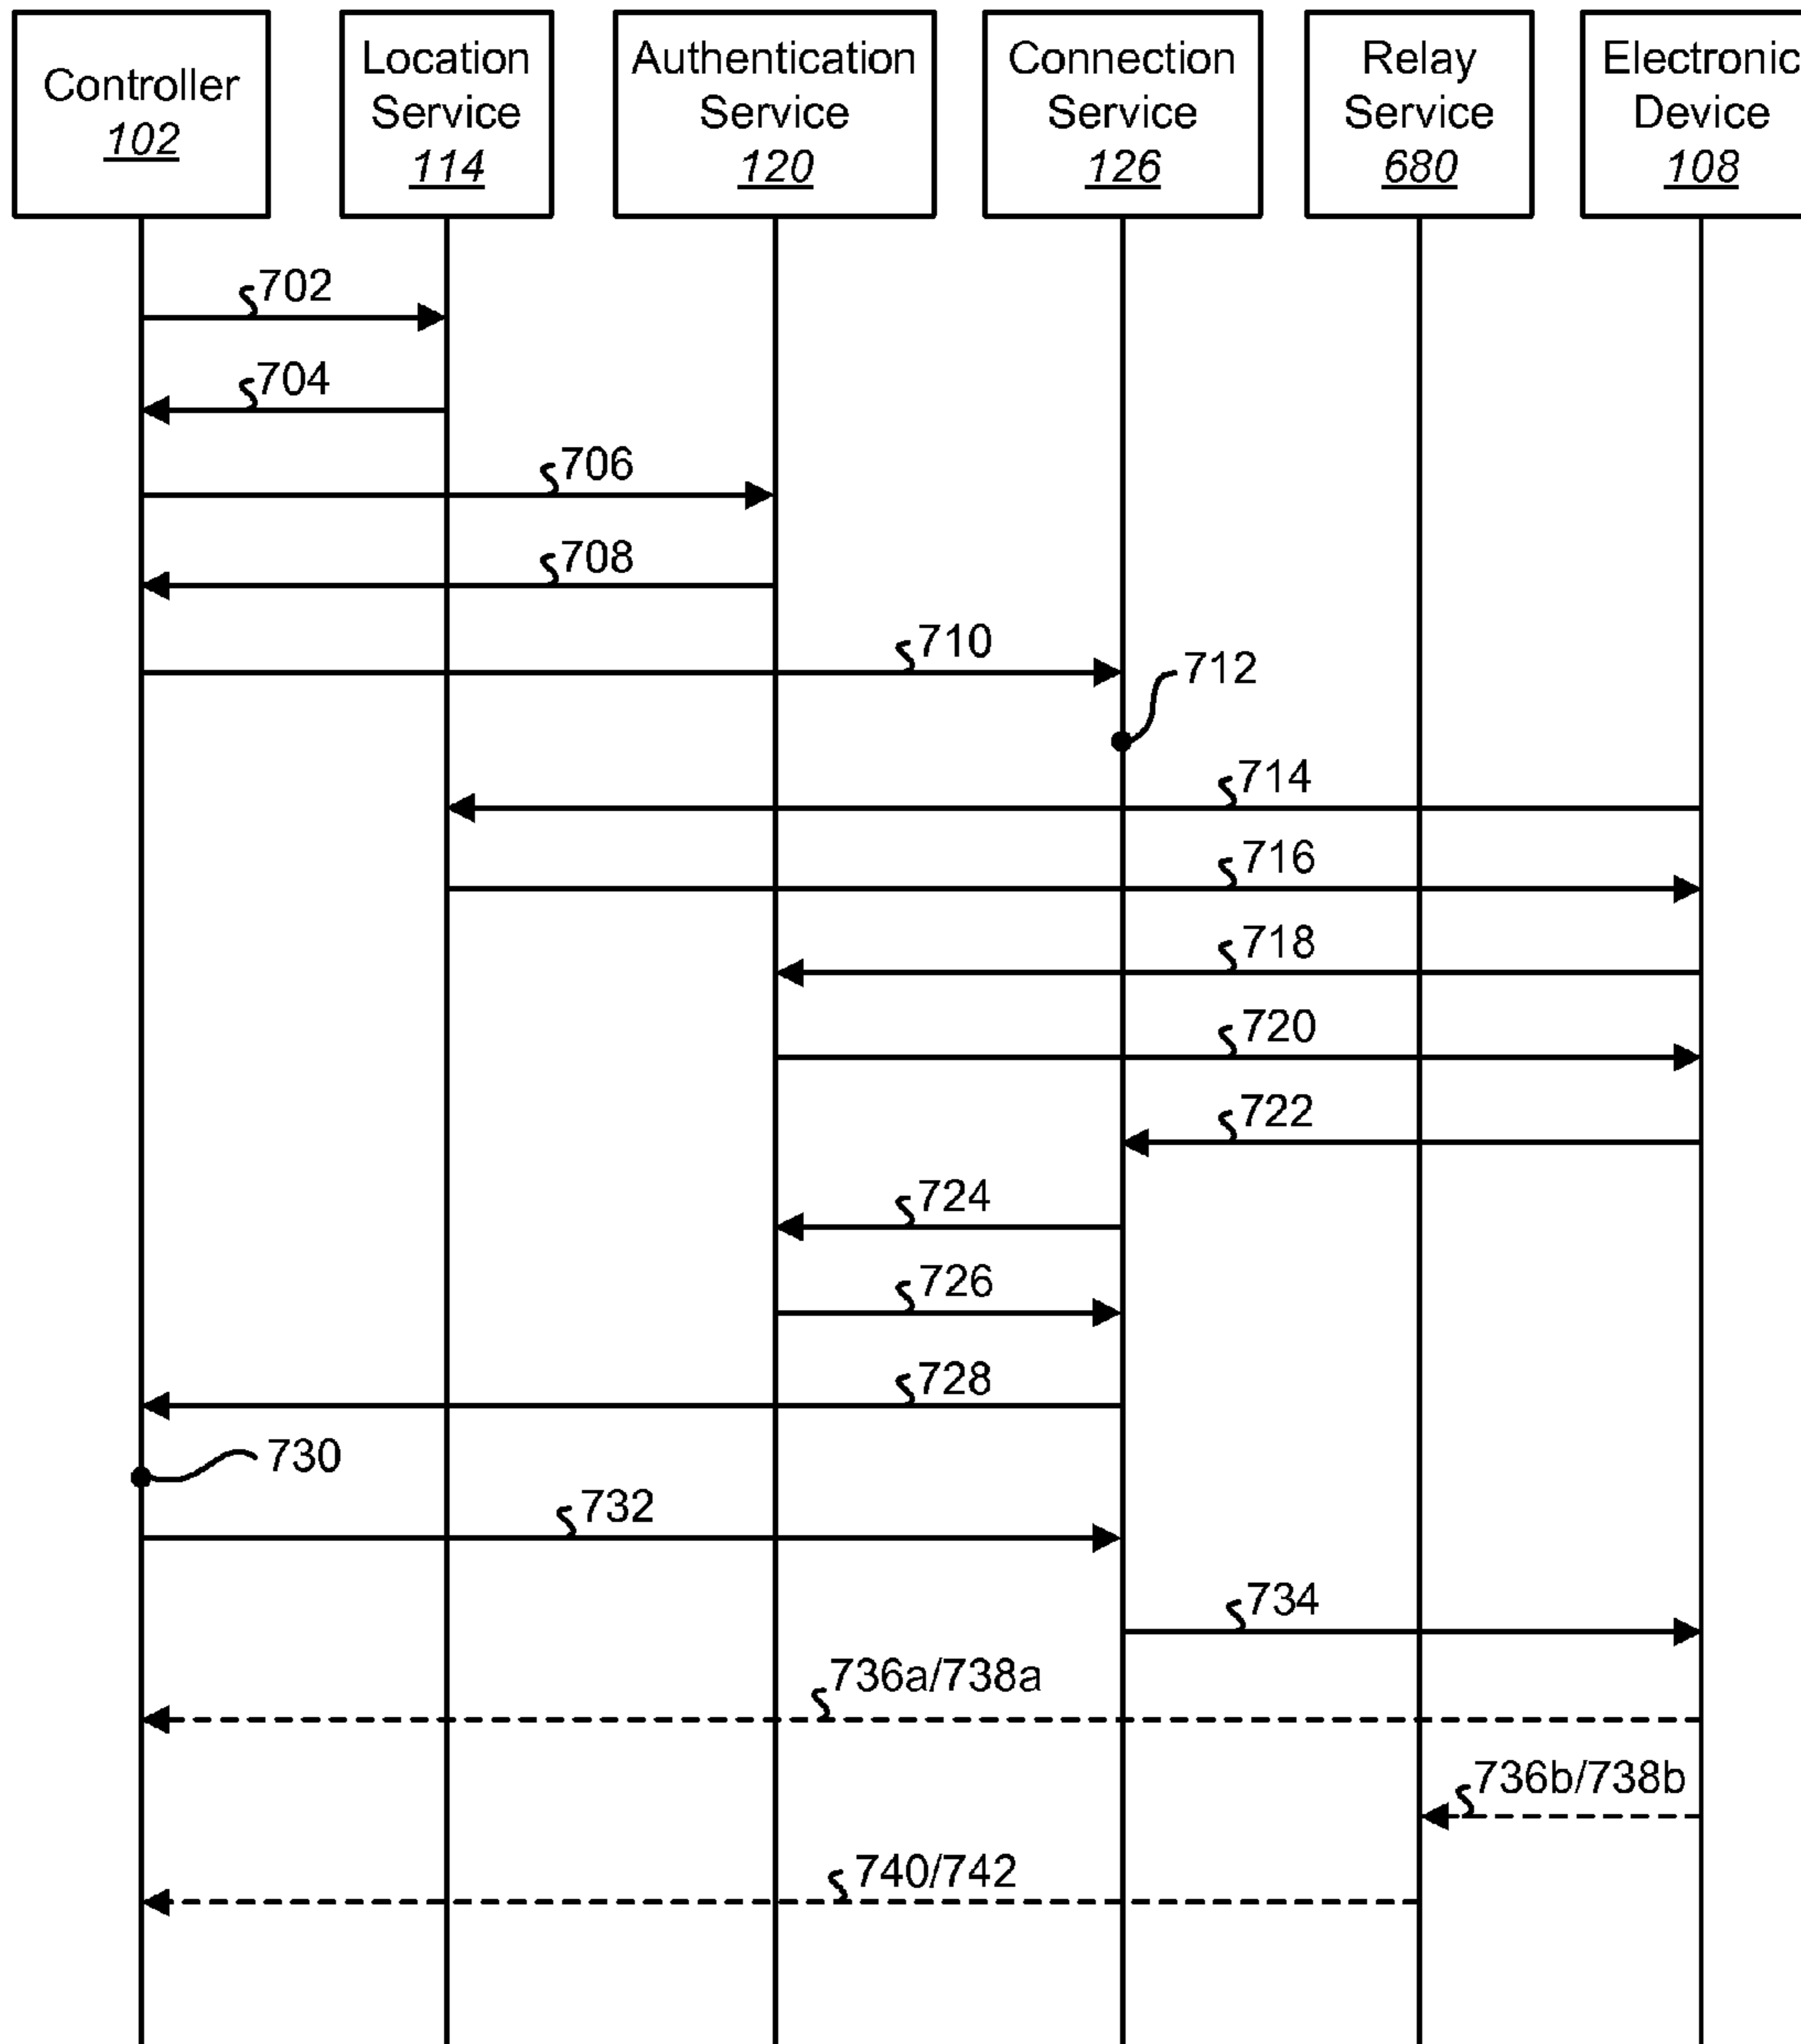 Controller
102
Location
Service
114
Authentication
Service
120
Connection
Service
126
Relay
Service
680
Electronic
Device
108
702
704
706
708
710
712
714
716
718
720
722
724
726
728
730
732
734
736a/738a
736b/738b
740/742